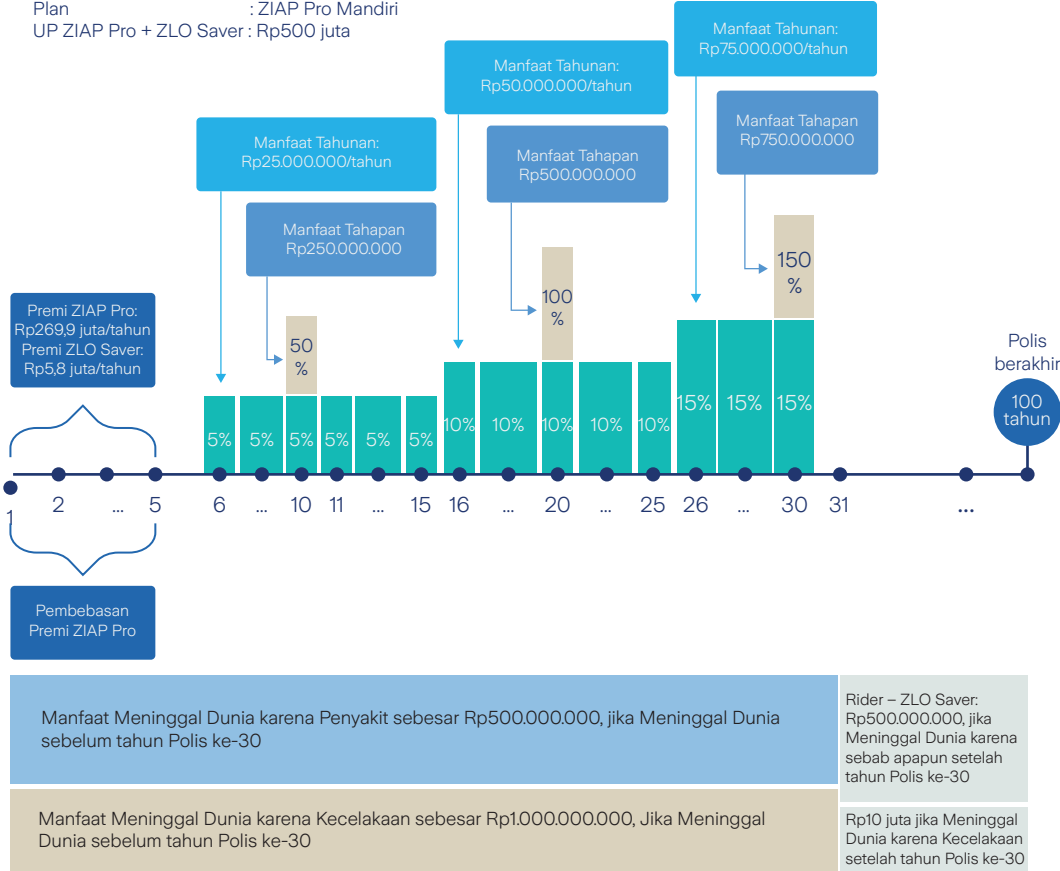 Plan : ZIAP Pro Mandiri
UP ZIAP Pro + ZLO Saver : Rp500 juta
Manfaat Tahunan:
Rp75.000.000/tahun
Manfaat Tahunan:
Rp50.000.000/tahun
Manfaat Tahapan
Rp750.000.000
Manfaat Tahunan:
Rp25.000.000/tahun
Manfaat Tahapan
Rp500.000.000
Manfaat Tahapan
Rp250.000.000
150
%
100
%
50
%
Premi ZIAP Pro:
Rp269,9 juta/tahun
Premi ZLO Saver:
Rp5,8 juta/tahun
Polis
berakhir
100
tahun
5% 5% 5% 5% 5% 5% 10% 10% 10% 10% 10% 15% 15% 15%
1 2 ... 5 6 ... 10 11 ... 15 16 ... 20 ... 25 26 ... 30 31 ...
Pembebasan
Premi ZIAP Pro
Manfaat Meninggal Dunia karena Penyakit sebesar Rp500.000.000, jika Meninggal Dunia
sebelum tahun Polis ke-30
Rider – ZLO Saver:
Rp500.000.000, jika
Meninggal Dunia karena
sebab apapun setelah
tahun Polis ke-30
Manfaat Meninggal Dunia karena Kecelakaan sebesar Rp1.000.000.000, Jika Meninggal
Dunia sebelum tahun Polis ke-30
Rp10 juta jika Meninggal
Dunia karena Kecelakaan
setelah tahun Polis ke-30